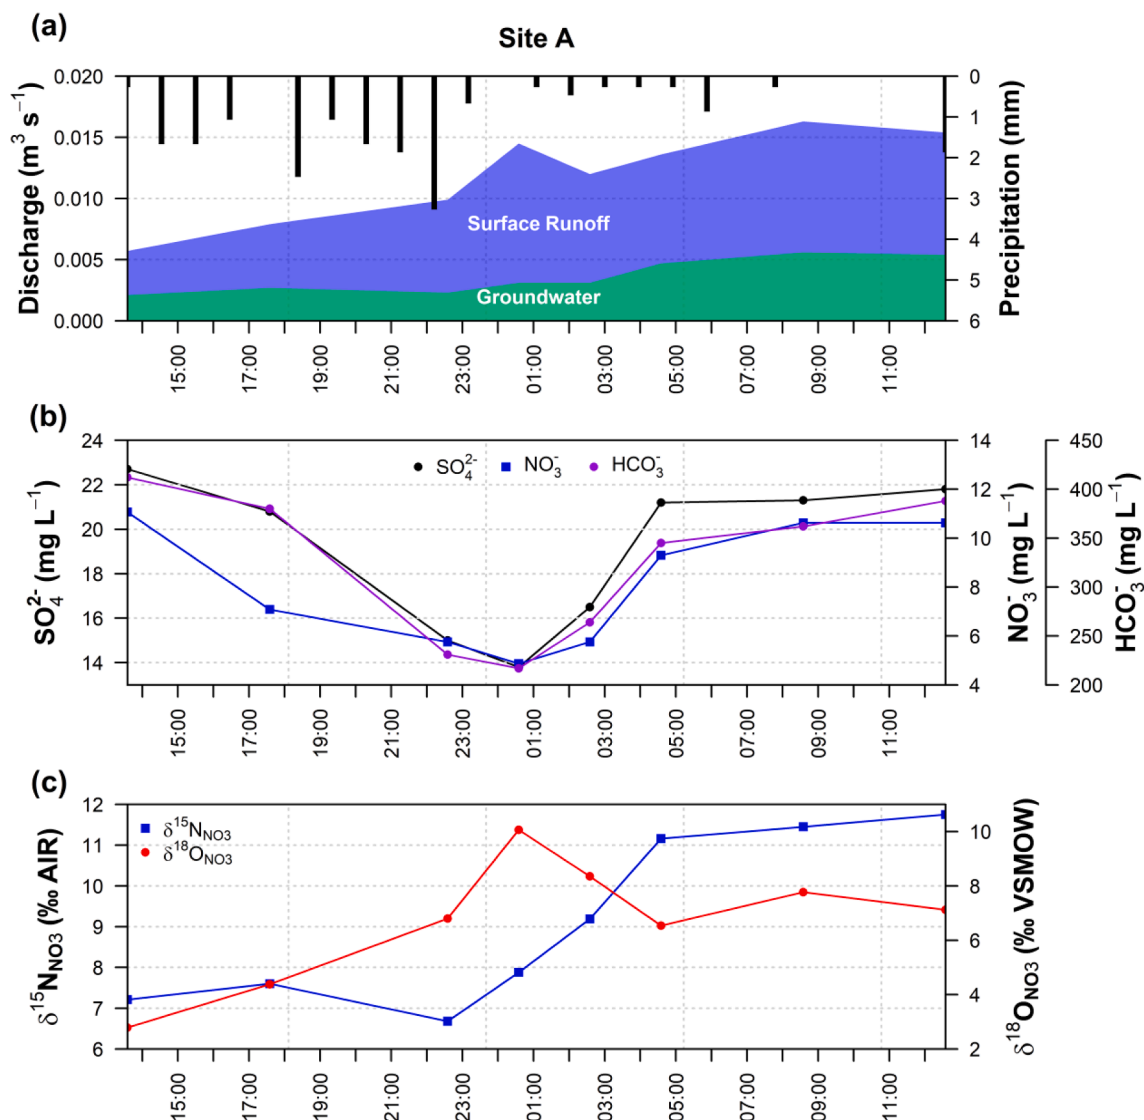 (a)
Site A
Discharge (m³ s⁻¹)
0.020
0.015
0.010
0.005
0.000
Surface Runoff
Groundwater
0
1
2
3
4
5
6
Precipitation (mm)
15:00 17:00 19:00 21:00 23:00 01:00 03:00 05:00 07:00 09:00 11:00
(b)
SO₄²⁻ (mg L⁻¹)
24
22
20
18
16
14
SO₄²⁻ NO₃⁻ HCO₃⁻
14
12
10
8
6
4
NO₃⁻ (mg L⁻¹)
450
400
350
300
250
200
HCO₃⁻ (mg L⁻¹)
15:00 17:00 19:00 21:00 23:00 01:00 03:00 05:00 07:00 09:00 11:00
(c)
δ¹⁵N_NO3 (‰ AIR)
12
11
10
9
8
7
6
δ¹⁵N_NO3
δ¹⁸O_NO3
10
8
6
4
2
δ¹⁸O_NO3 (‰ VSMOW)
15:00 17:00 19:00 21:00 23:00 01:00 03:00 05:00 07:00 09:00 11:00